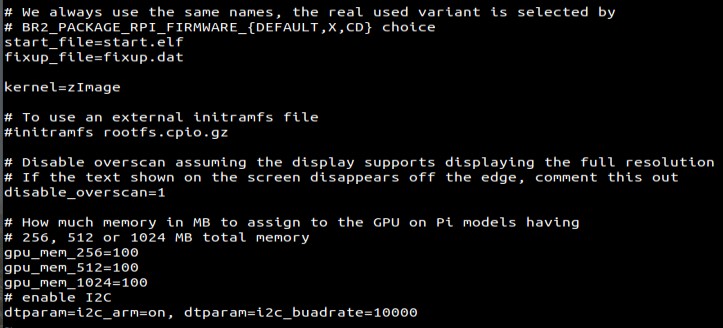 # We always use the same names, the real used variant is selected by
# BR2_PACKAGE_RPI_FIRMWARE_{DEFAULT,X,CD} choice
start_file=start.elf
fixup_file=fixup.dat
kernel=zImage
# To use an external initramfs file
#initramfs rootfs.cpio.gz
# Disable overscan assuming the display supports displaying the full resolution
# If the text shown on the screen disappears off the edge, comment this out
disable_overscan=1
# How much memory in MB to assign to the GPU on Pi models having
# 256, 512 or 1024 MB total memory
gpu_mem_256=100
gpu_mem_512=100
gpu_mem_1024=100
# enable I2C
dtparam=i2c_arm=on, dtparam=i2c_buadrate=10000